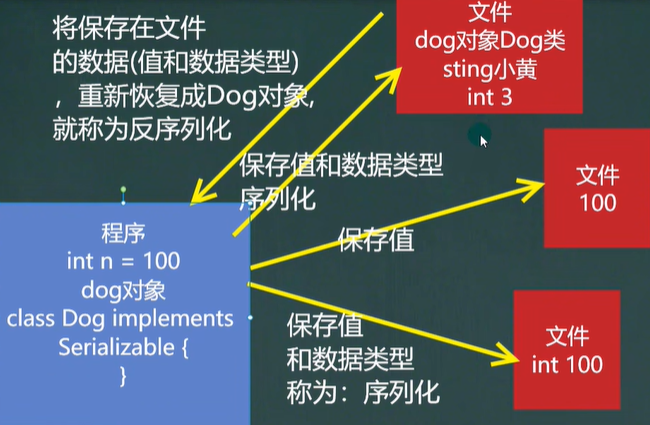 将保存在文件
的数据(值和数据类型)
，重新恢复成Dog对象,
就称为反序列化
文件
dog对象Dog类
sting小黄
int 3
保存值和数据类型
序列化
文件
100
保存值
程序
int n = 100
dog对象
class Dog implements
Serializable {
}
保存值
和数据类型
称为：序列化
文件
int 100